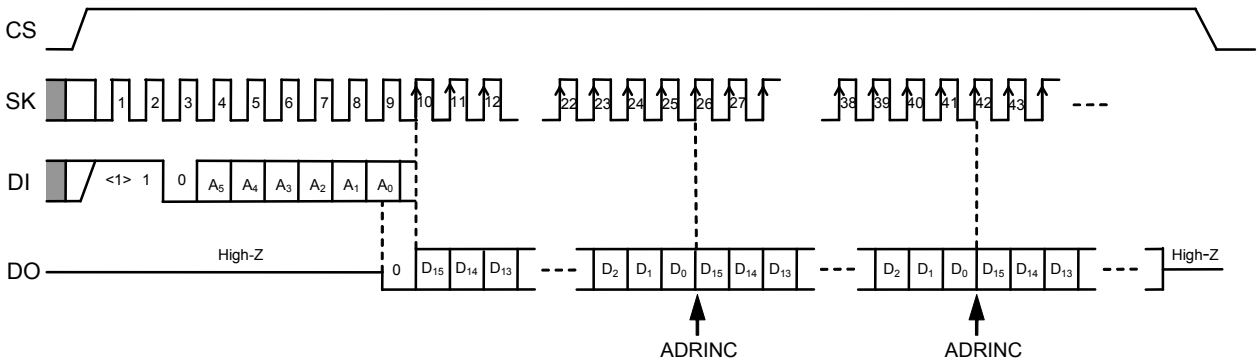 CS
SK 1 2 3 4 5 6 7 8 9 10 11 12 22 23 24 25 26 27 38 39 40 41 42 43
DI <1> 1 0 A5 A4 A3 A2 A1 A0
DO High-Z 0 D15 D14 D13 D2 D1 D0 D15 D14 D13 D2 D1 D0 D15 D14 D13 High-Z
ADRINC ADRINC